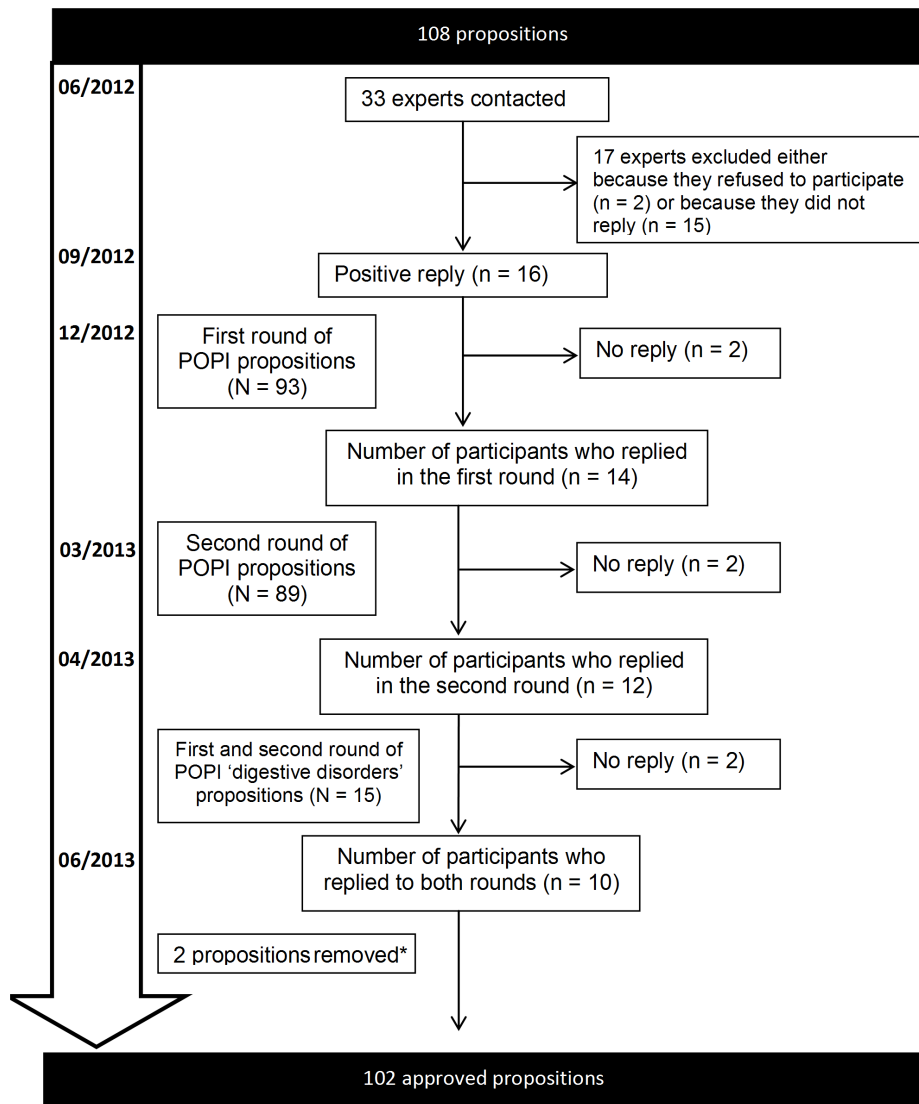 108 propositions
06/2012
33 experts contacted
17 experts excluded either
because they refused to participate
(n = 2) or because they did not
reply (n = 15)
09/2012
Positive reply (n = 16)
12/2012
First round of
POPI propositions
(N = 93)
No reply (n = 2)
Number of participants who replied
in the first round (n = 14)
03/2013
Second round of
POPI propositions
(N = 89)
No reply (n = 2)
04/2013
Number of participants who replied
in the second round (n = 12)
First and second round of
POPI ‘digestive disorders’
propositions (N = 15)
No reply (n = 2)
06/2013
Number of participants who
replied to both rounds (n = 10)
2 propositions removed*
102 approved propositions